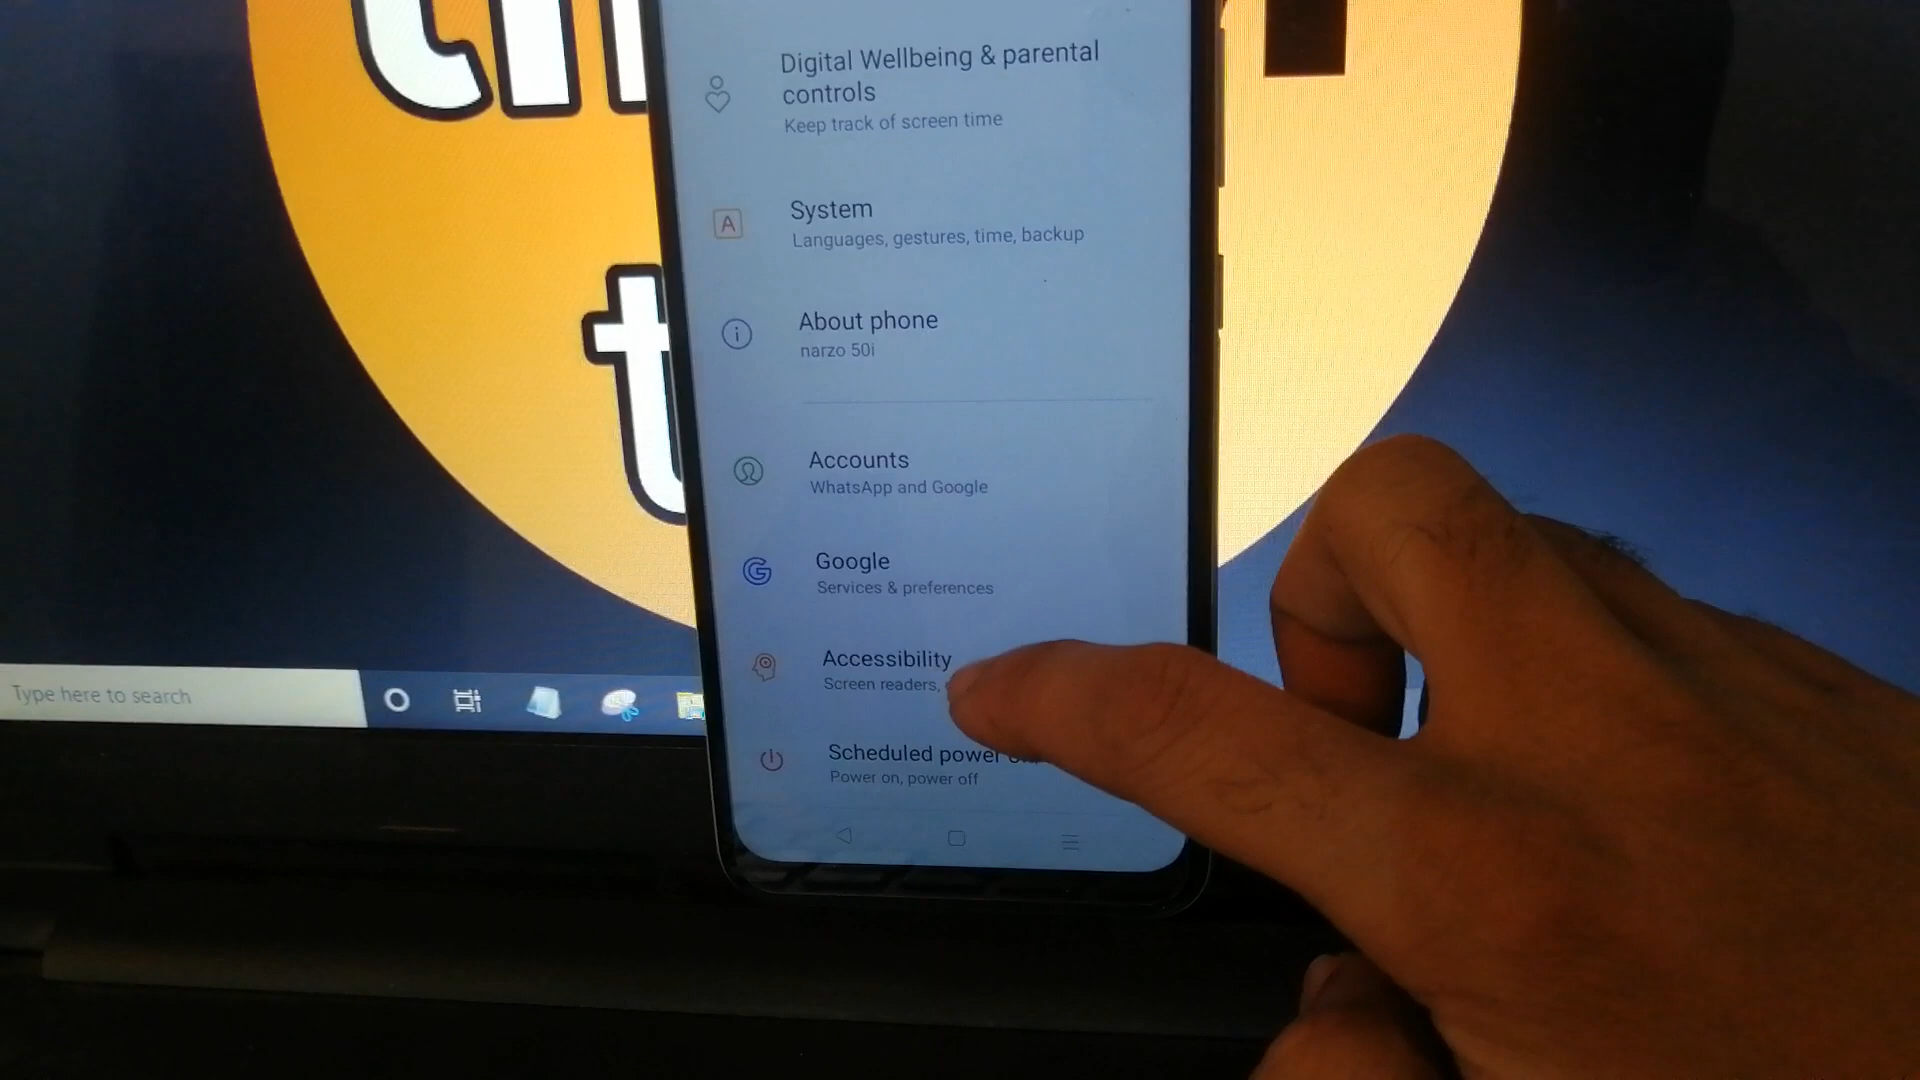 Digital Wellbeing & parental
controls
Keep track of screen time
A
System
Languages, gestures, time, backup
About phone
narzo 50i
Accounts
WhatsApp and Google
Google
Services & preferences
Accessibility
Screen readers,
Scheduled power
Power on, power off
Type here to search